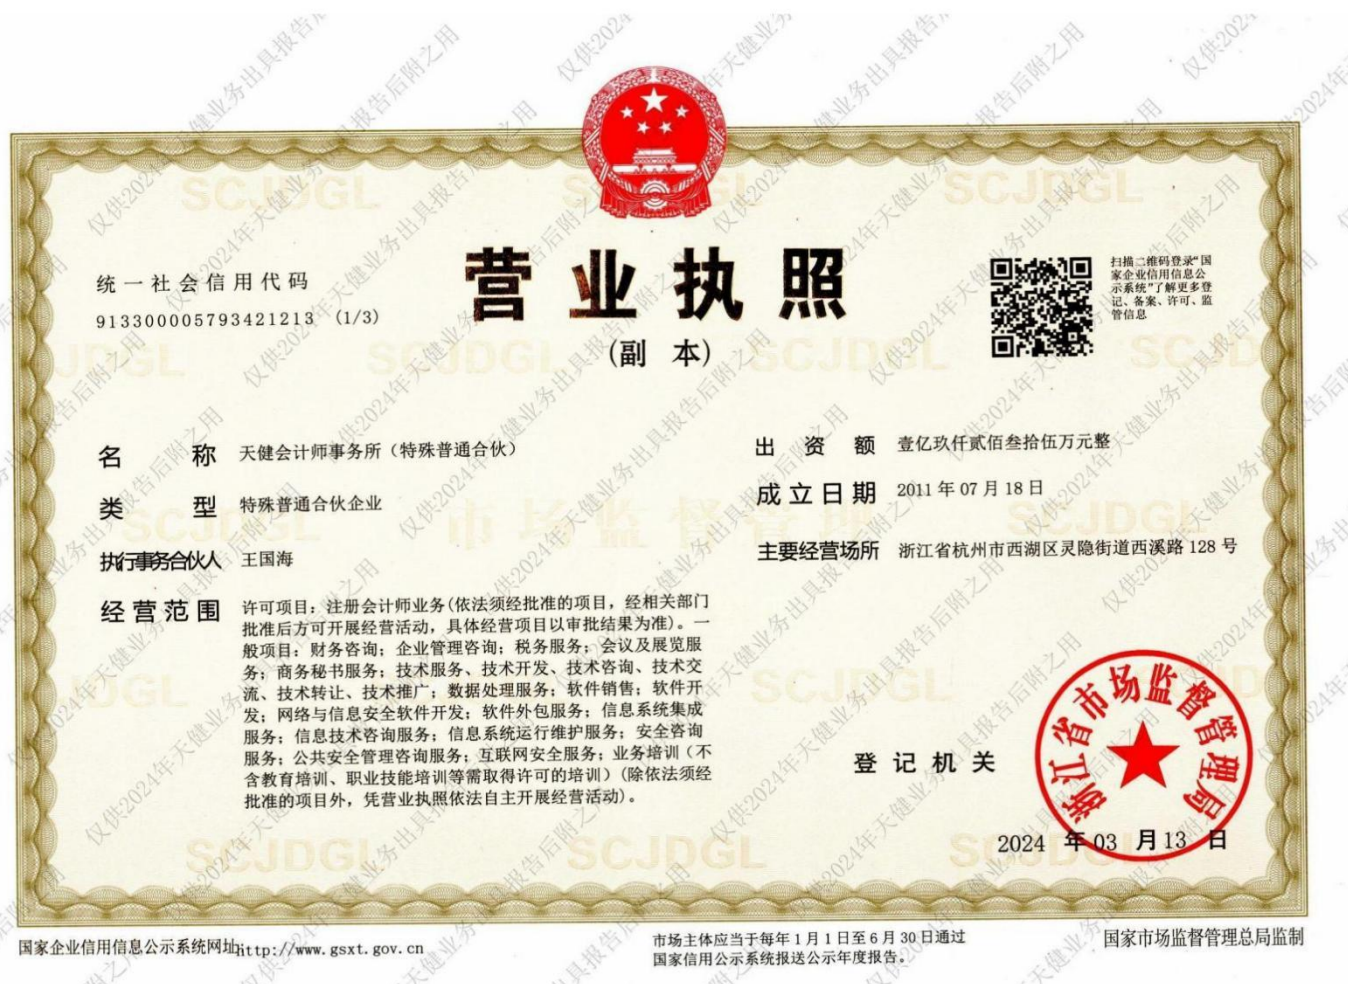 营业执照
(副 本)
统一社会信用代码
913300005793421213 (1/3)
扫描二维码登录“国
家企业信用信息公
示系统”了解更多登
记、备案、许可、监
管信息
名 称 天健会计师事务所（特殊普通合伙）
类 型 特殊普通合伙企业
执行事务合伙人 王国海
经营范围 许可项目：注册会计师业务(依法须经批准的项目，经相关部门
批准后方可开展经营活动，具体经营项目以审批结果为准)。一
般项目：财务咨询；企业管理咨询；税务服务；会议及展览服
务；商务秘书服务；技术服务、技术开发、技术咨询、技术交
流、技术转让、技术推广；数据处理服务；软件销售；软件开
发；网络与信息安全软件开发；软件外包服务；信息系统集成
服务；信息技术咨询服务；信息系统运行维护服务；安全咨询
服务；公共安全管理咨询服务；互联网安全服务；业务培训（不
含教育培训、职业技能培训等需取得许可的培训）(除依法须经
批准的项目外，凭营业执照依法自主开展经营活动)。
出 资 额 壹亿玖仟贰佰叁拾伍万元整
成立日期 2011年07月18日
主要经营场所 浙江省杭州市西湖区灵隐街道西溪路128号
登记机关
浙江省市场监督管理局
2024 年03 月13 日
国家企业信用信息公示系统网址http://www.gsxt.gov.cn
市场主体应当于每年1月1日至6月30日通过
国家信用公示系统报送公示年度报告。
国家市场监督管理总局监制
SCJDGL
市场监督管理
仅供2024年天健业务出具报告后附之用